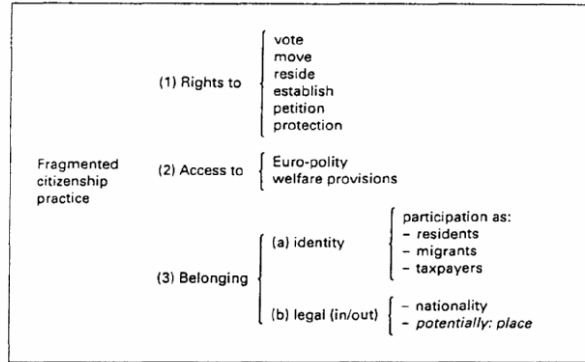 vote
move
(1) Rights to
reside
establish
petition
protection
Fragmented
citizenship
practice
(2) Access to
Euro-polity
welfare provisions
(3) Belonging
(a) identity
participation as:
– residents
– migrants
– taxpayers
(b) legal (in/out)
– nationality
– potentially: place